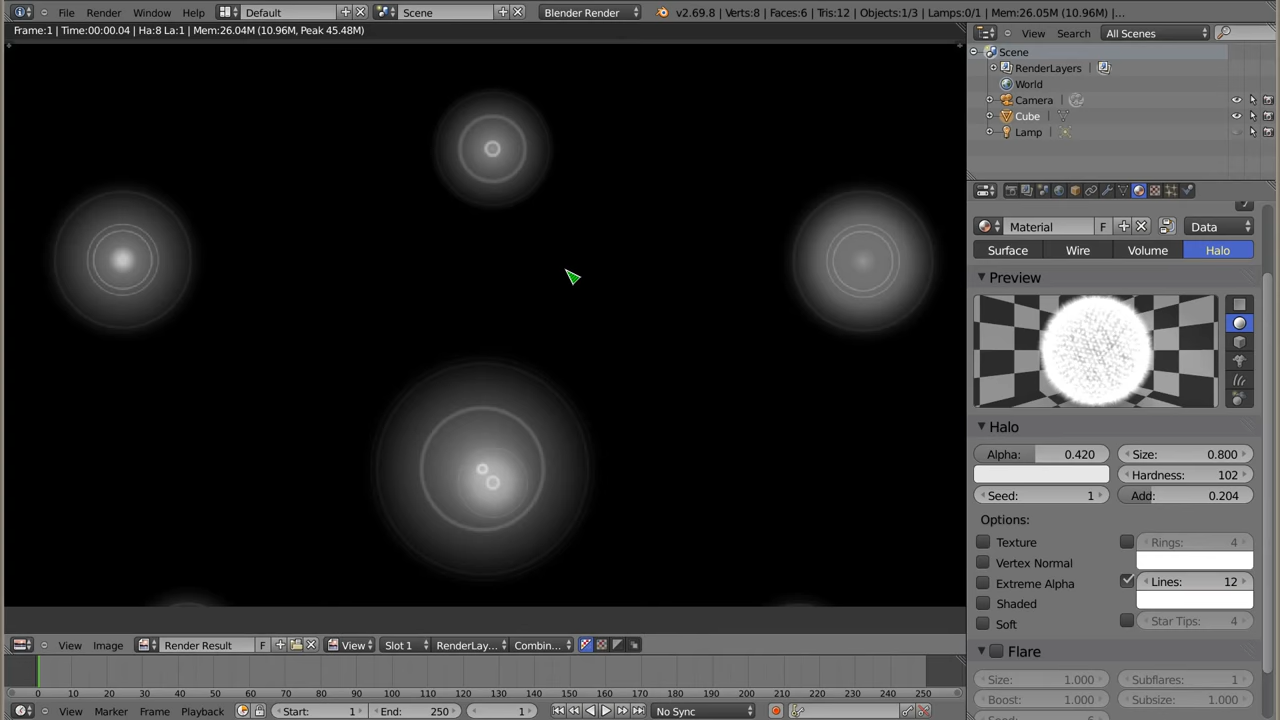 File Render Window Help Default Scene Blender Render v2.69.8 | Verts:8 | Faces:6 | Tris:12 | Objects:1/3 | Lamps:0/1 | Mem:26.05M (10.96M) |...
Frame:1 | Time:00:00.04 | Ha:8 La:1 | Mem:26.04M (10.96M, Peak 45.48M)
View Search All Scenes
Scene
RenderLayers |
World
Camera |
Cube |
Lamp |
Material F Data
Surface Wire Volume Halo
Preview
Halo
Alpha: 0.420 Size: 0.800
Hardness: 102
Seed: 1 Add: 0.204
Options:
Texture Rings: 4
Vertex Normal
Extreme Alpha Lines: 12
Shaded
Soft Star Tips: 4
Flare
Size: 1.000 Subflares: 1
Boost: 1.000 Subsize: 1.000
View Image Render Result F View Slot 1 RenderLay... Combin...
0 10 20 30 40 50 60 70 80 90 100 110 120 130 140 150 160 170 180 190 200 210 220 230 240 250
View Marker Frame Playback Start: 1 End: 250 1 No Sync